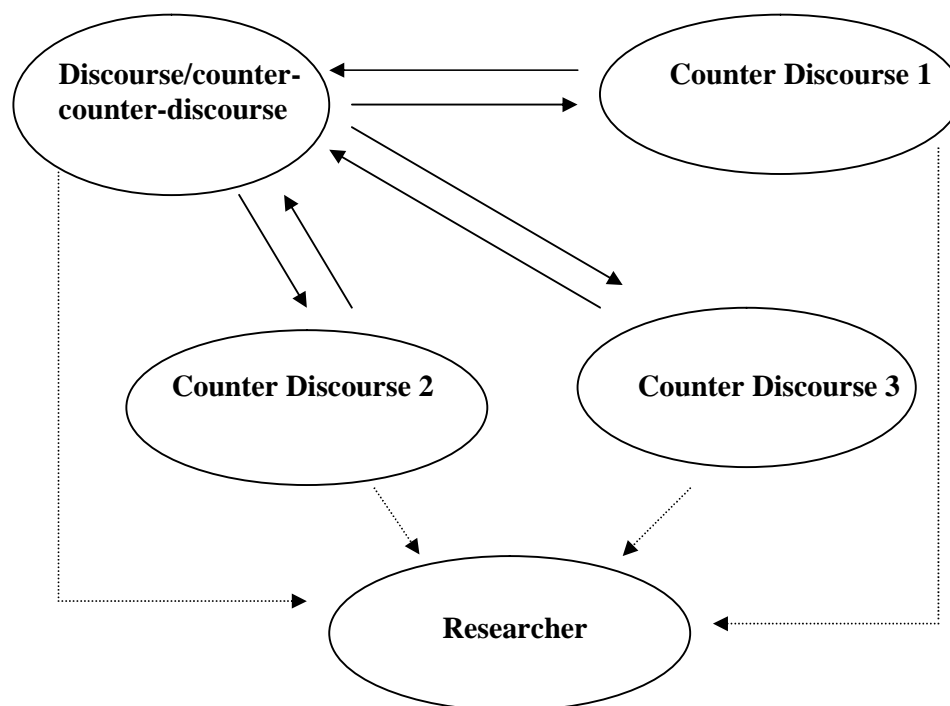 Discourse/counter-
counter-discourse
Counter Discourse 1
Counter Discourse 2
Counter Discourse 3
Researcher